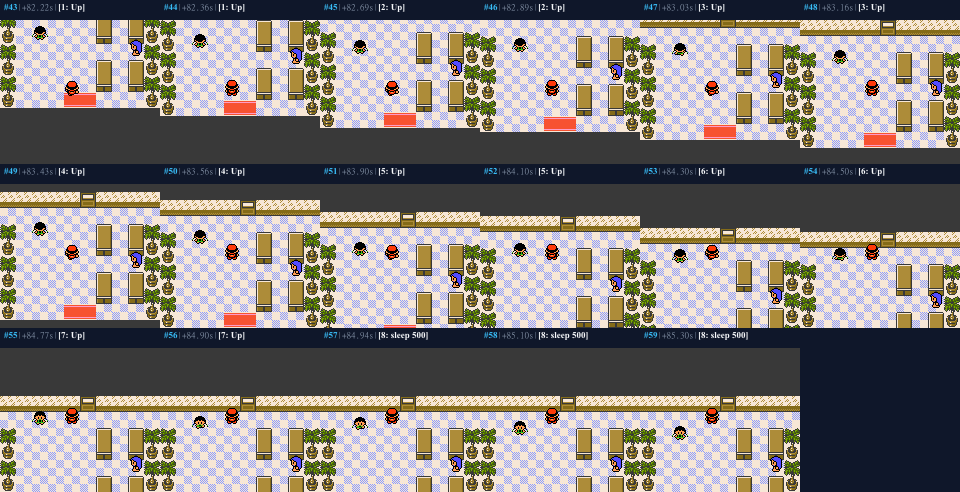 #43|+82.22s|[1: Up] #44|+82.36s|[1: Up] #45|+82.69s|[2: Up] #46|+82.89s|[2: Up] #47|+83.03s|[3: Up] #48|+83.16s|[3: Up]
#49|+83.43s|[4: Up] #50|+83.56s|[4: Up] #51|+83.90s|[5: Up] #52|+84.10s|[5: Up] #53|+84.30s|[6: Up] #54|+84.50s|[6: Up]
#55|+84.77s|[7: Up] #56|+84.90s|[7: Up] #57|+84.94s|[8: sleep 500] #58|+85.10s|[8: sleep 500] #59|+85.30s|[8: sleep 500]